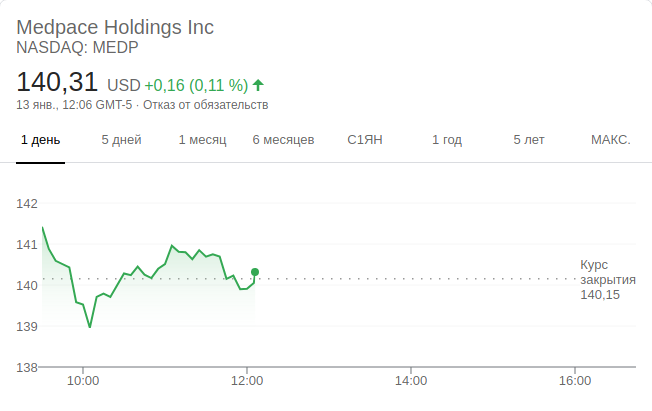 Medpace Holdings Inc
NASDAQ: MEDP
140,31 USD +0,16 (0,11 %)
13 янв., 12:06 GMT-5 · Отказ от обязательств
1 день 5 дней 1 месяц 6 месяцев С1ЯН 1 год 5 лет МАКС.
142
141
140
139
138
Курс
закрытия
140,15
10:00 12:00 14:00 16:00